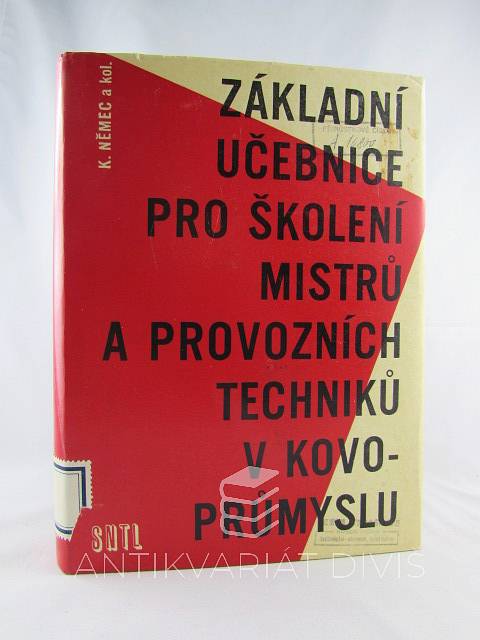 K. NĚMEC a kol.
ZÁKLADNÍ
UČEBNICE
PRO ŠKOLENÍ
MISTRŮ
A PROVOZNÍCH
TECHNIKŮ
V KOVO-
PRŮMYSLU
SNTL
ANTIKVARIÁT DIVIŠ